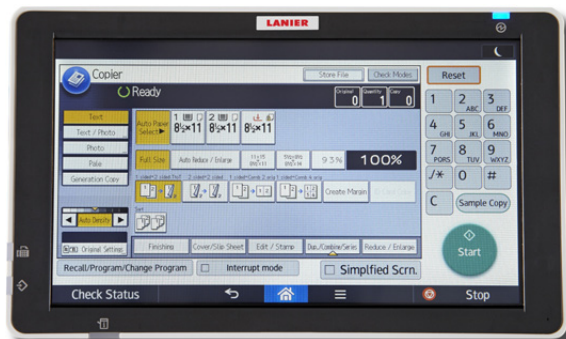 LANIER
Copier
Store File
Check Modes
Reset
Ready
Original Quantity Copy
0 1 0
Text
Text / Photo
Photo
Pale
Generation Copy
Auto Paper
Select▶
1
8½×11
2
8½×11
8½×11
Full Size
Auto Reduce / Enlarge
93%
100%
Create Margin
Auto Density
Original Settings
Finishing
Cover/Slip Sheet
Edit / Stamp
Dup./Combine/Series
Reduce / Enlarge
Recall/Program/Change Program
Interrupt mode
Simplfied Scrn.
1
2 ABC
3 DEF
4 GHI
5 JKL
6 MNO
7 PQRS
8 TUV
9 WXYZ
./*
0
#
C
Sample Copy
Start
Check Status
Stop